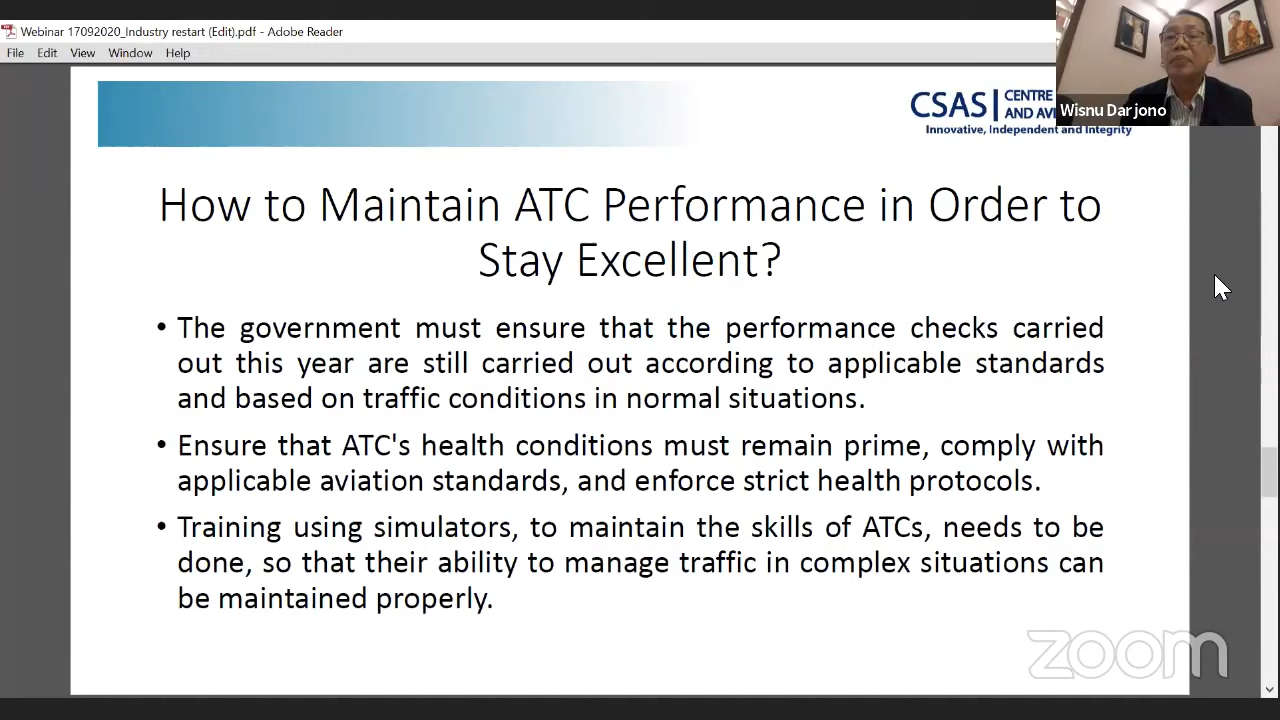 Webinar 17092020_Industry restart (Edit).pdf - Adobe Reader
File Edit View Window Help
CSAS
CENTRE
AND AVI
Innovative, Independent and Integrity
Wisnu Darjono
How to Maintain ATC Performance in Order to
Stay Excellent?
• The government must ensure that the performance checks carried
out this year are still carried out according to applicable standards
and based on traffic conditions in normal situations.
• Ensure that ATC's health conditions must remain prime, comply with
applicable aviation standards, and enforce strict health protocols.
• Training using simulators, to maintain the skills of ATCs, needs to be
done, so that their ability to manage traffic in complex situations can
be maintained properly.
zoom